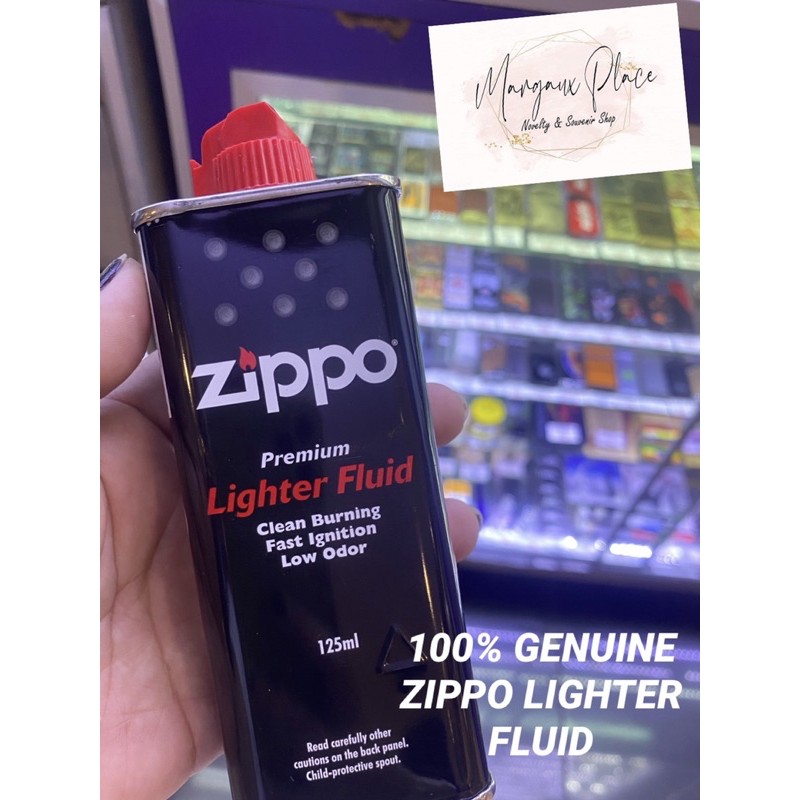 Margaux Place
Novelty & Souvenir Shop
zippo®
Premium
Lighter Fluid
Clean Burning
Fast Ignition
Low Odor
125ml
100% GENUINE
ZIPPO LIGHTER
FLUID
Read carefully other
cautions on the back panel.
Child-protective spout.